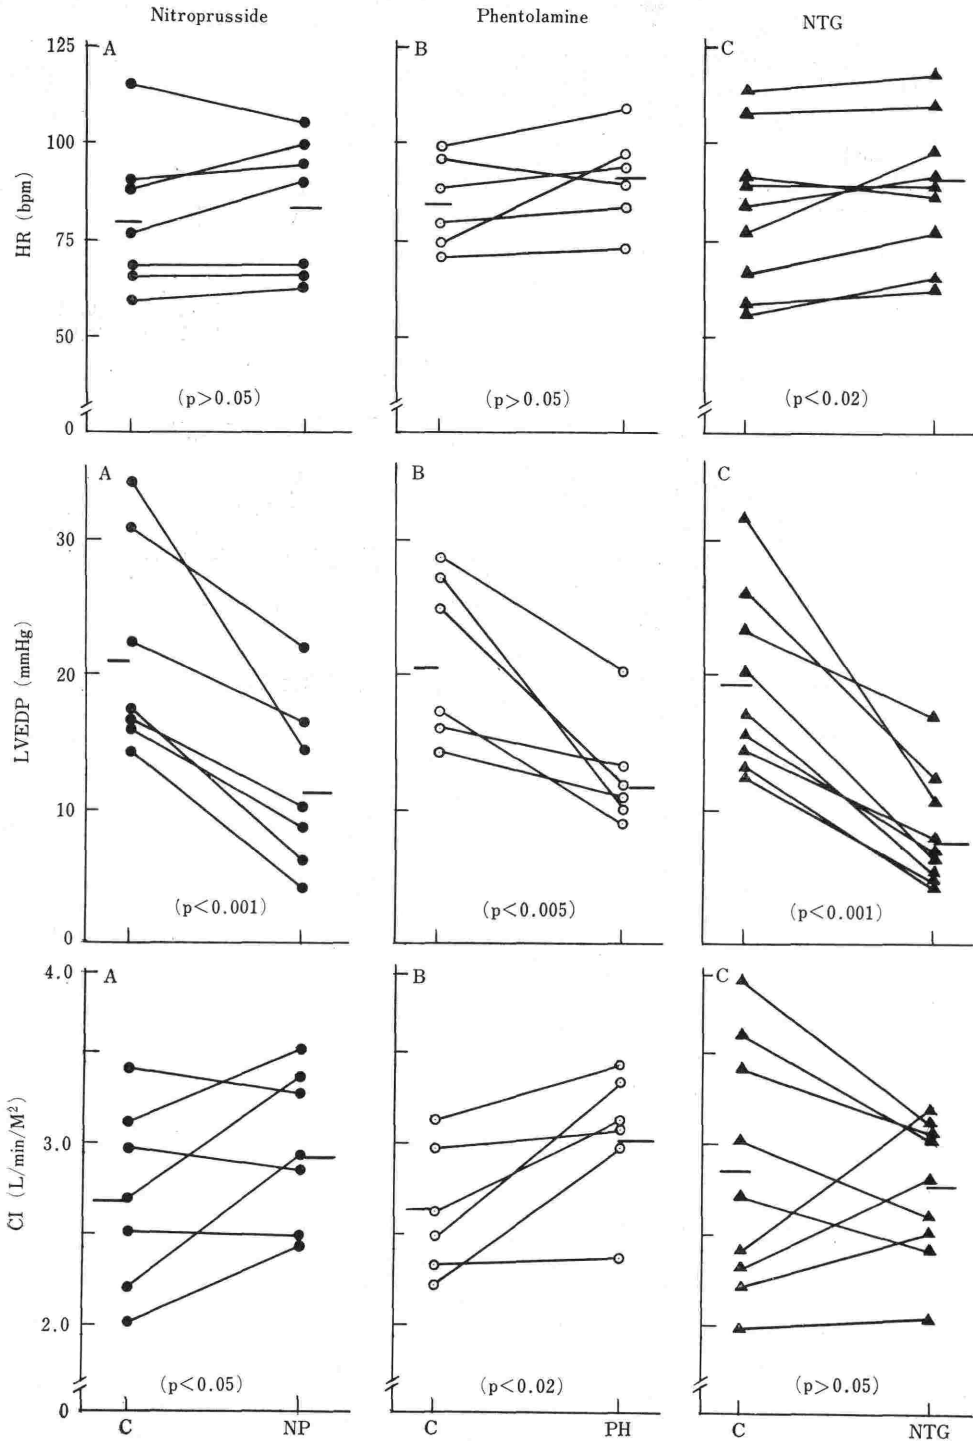 Nitroprusside Phentolamine NTG
A B C
125
100
75
50
0
HR (bpm)
(p>0.05) (p>0.05) (p<0.02)
A B C
30
20
10
0
LVEDP (mmHg)
(p<0.001) (p<0.005) (p<0.001)
A B C
4.0
3.0
2.0
0
CI (L/min/M²)
(p<0.05) (p<0.02) (p>0.05)
C NP C PH C NTG